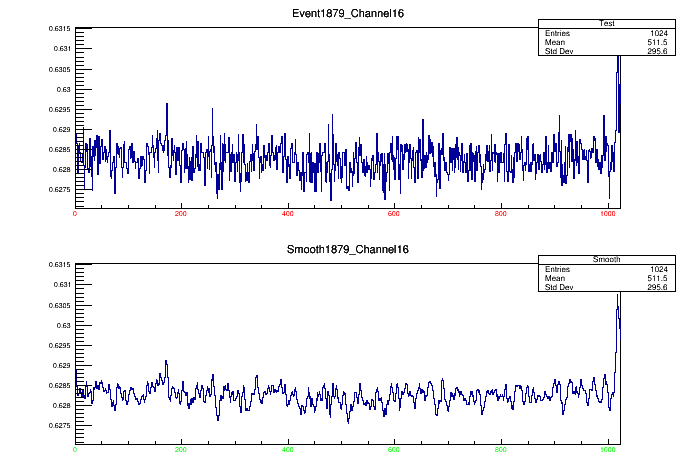 Event1879_Channel16
Test
Entries 1024
Mean 511.5
Std Dev 295.6
0.6315
0.631
0.6305
0.63
0.6295
0.629
0.6285
0.628
0.6275
0 200 400 600 800 1000
Smooth1879_Channel16
Smooth
Entries 1024
Mean 511.5
Std Dev 295.6
0.6315
0.631
0.6305
0.63
0.6295
0.629
0.6285
0.628
0.6275
0 200 400 600 800 1000